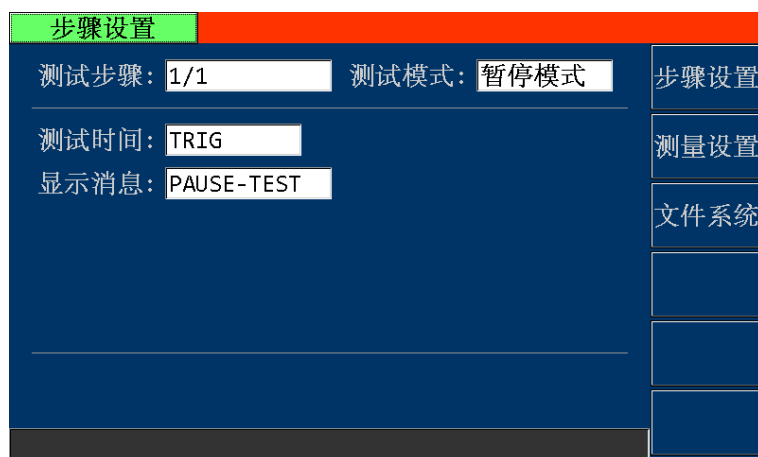 步骤设置
测试步骤: 1/1 测试模式: 暂停模式
步骤设置
测试时间: TRIG
测量设置
显示消息: PAUSE-TEST
文件系统